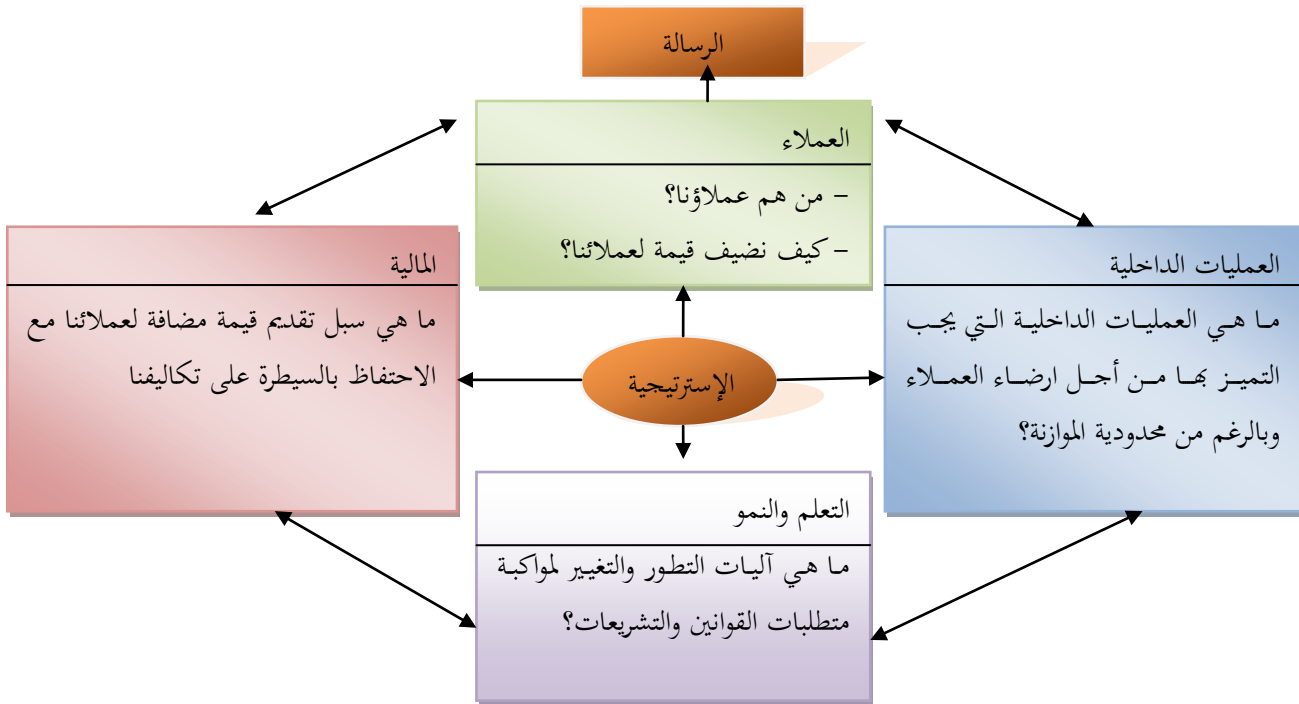 الرسالة
العملاء
– من هم عملاؤنا؟
– كيف نضيف قيمة لعملائنا؟
العمليات الداخلية
ما هي العمليات الداخلية التي يجب
التميز بها من أجل ارضاء العملاء
وبالرغم من محدودية الموازنة؟
الإسترتيجية
المالية
ما هي سبل تقديم قيمة مضافة لعملائنا مع
الاحتفاظ بالسيطرة على تكاليفنا
التعلم والنمو
ما هي آليات التطور والتغيير لمواكبة
متطلبات القوانين والتشريعات؟